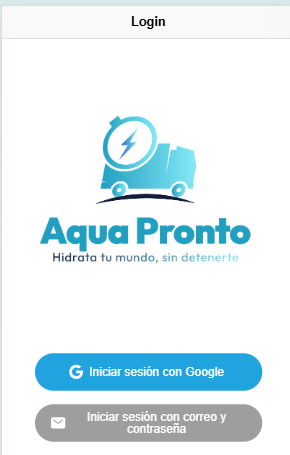 Login
Aqua Pronto
Hidrata tu mundo, sin detenerte
Iniciar sesión con Google
Iniciar sesión con correo y
contraseña